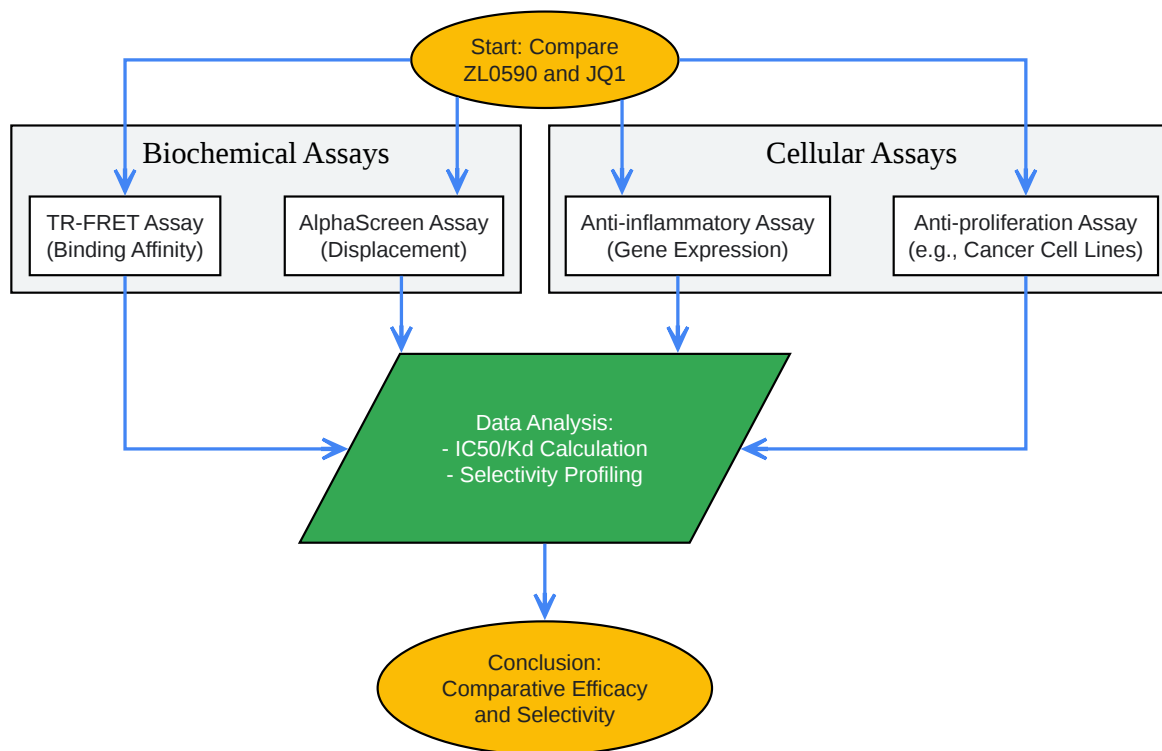 Start: Compare
ZL0590 and JQ1
Biochemical Assays
Cellular Assays
TR-FRET Assay
(Binding Affinity)
AlphaScreen Assay
(Displacement)
Anti-inflammatory Assay
(Gene Expression)
Anti-proliferation Assay
(e.g., Cancer Cell Lines)
Data Analysis:
- IC50/Kd Calculation
- Selectivity Profiling
Conclusion:
Comparative Efficacy
and Selectivity